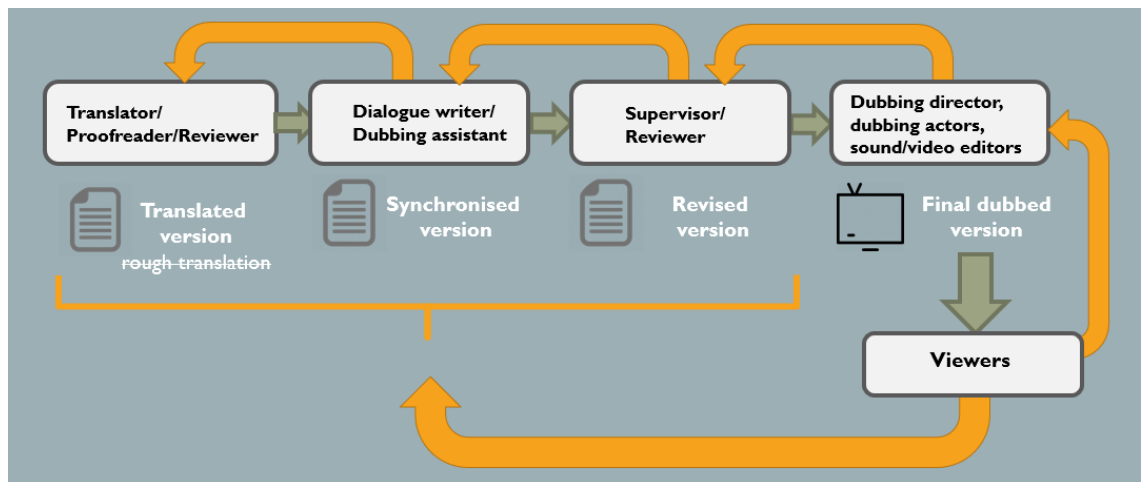 Translator/
Proofreader/Reviewer
Dialogue writer/
Dubbing assistant
Supervisor/
Reviewer
Dubbing director,
dubbing actors,
sound/video editors
Translated
version
rough translation
Synchronised
version
Revised
version
Final dubbed
version
Viewers